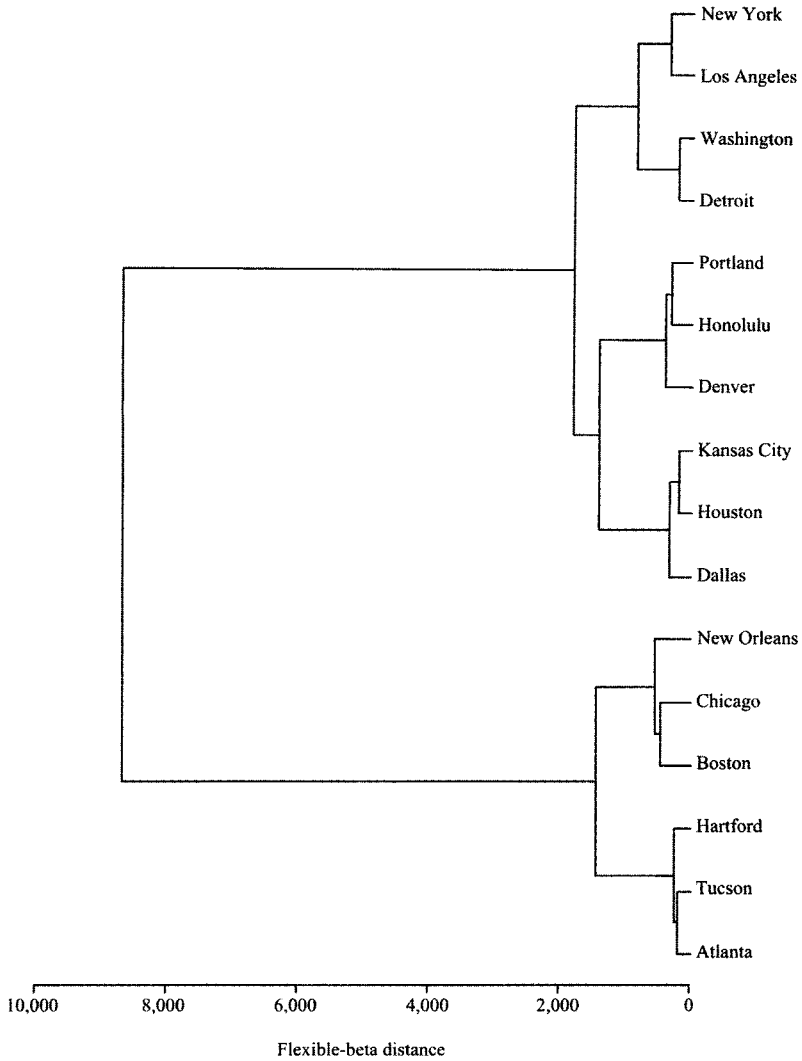 New York
Los Angeles
Washington
Detroit
Portland
Honolulu
Denver
Kansas City
Houston
Dallas
New Orleans
Chicago
Boston
Hartford
Tucson
Atlanta
10,000 8,000 6,000 4,000 2,000 0
Flexible-beta distance